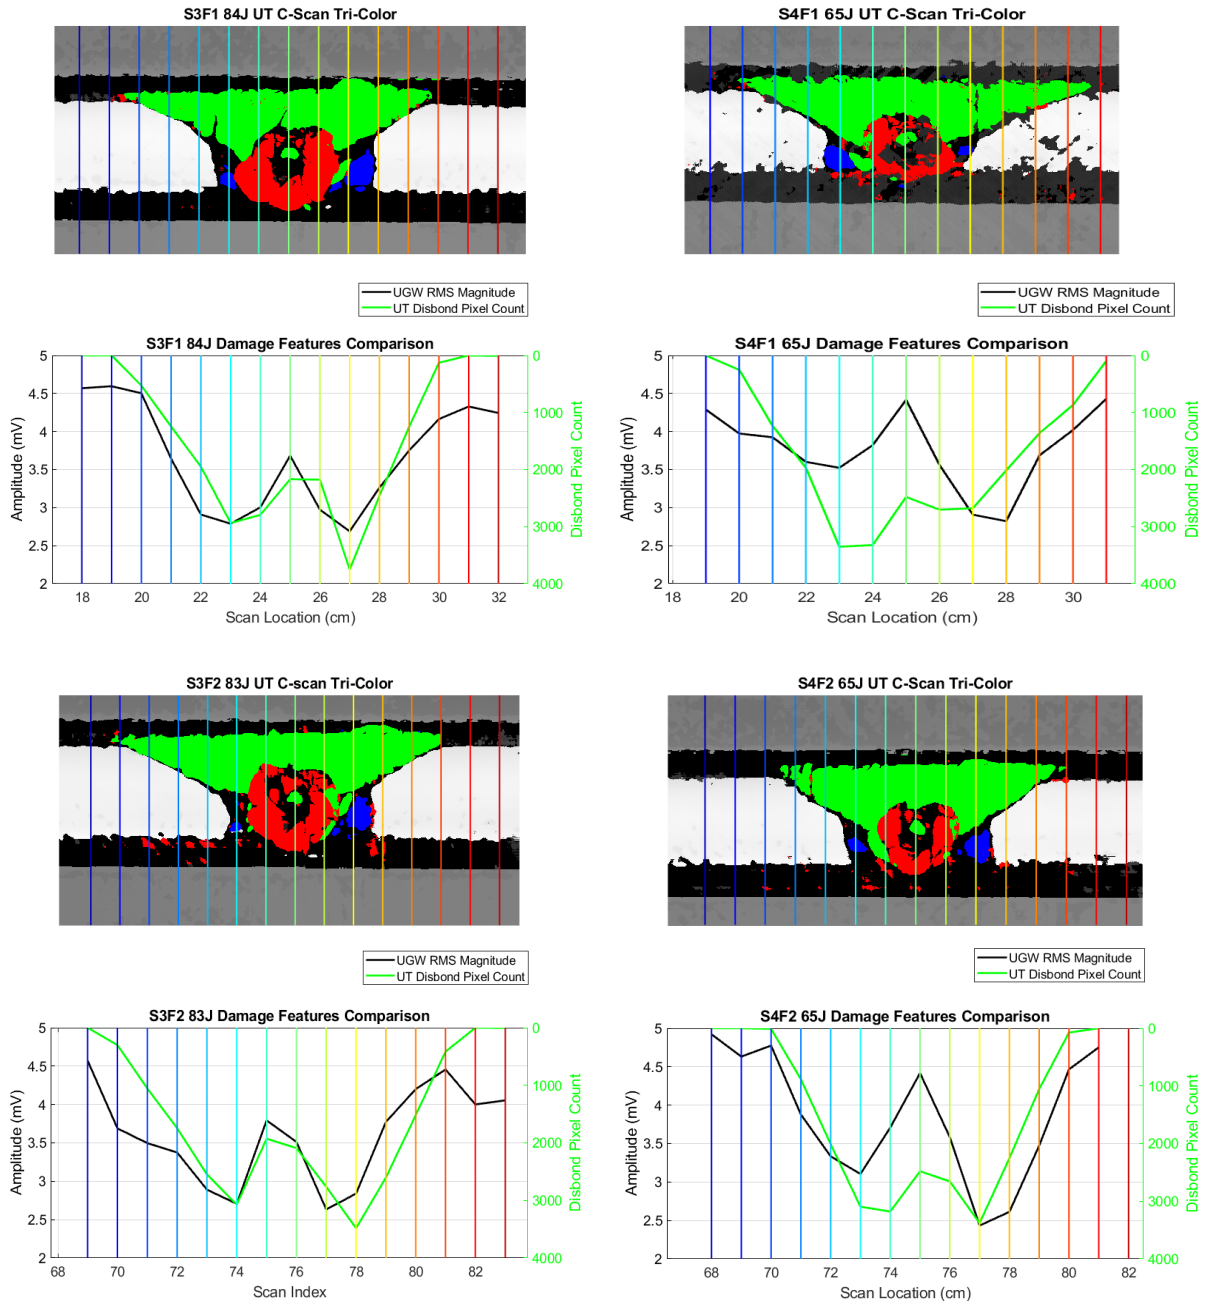 S3F1 84J UT C-Scan Tri-Color
S4F1 65J UT C-Scan Tri-Color
UGW RMS Magnitude
UT Disbond Pixel Count
UGW RMS Magnitude
UT Disbond Pixel Count
S3F1 84J Damage Features Comparison
5
4.5
4
3.5
3
2.5
2
Amplitude (mV)
0
1000
2000
3000
4000
Disbond Pixel Count
18 20 22 24 26 28 30 32
Scan Location (cm)
S4F1 65J Damage Features Comparison
5
4.5
4
3.5
3
2.5
2
Amplitude (mV)
0
1000
2000
3000
4000
Disbond Pixel Count
18 20 22 24 26 28 30
Scan Location (cm)
S3F2 83J UT C-scan Tri-Color
S4F2 65J UT C-Scan Tri-Color
UGW RMS Magnitude
UT Disbond Pixel Count
UGW RMS Magnitude
UT Disbond Pixel Count
S3F2 83J Damage Features Comparison
5
4.5
4
3.5
3
2.5
2
Amplitude (mV)
0
1000
2000
3000
4000
Disbond Pixel Count
68 70 72 74 76 78 80 82
Scan Index
S4F2 65J Damage Features Comparison
5
4.5
4
3.5
3
2.5
2
Amplitude (mV)
0
1000
2000
3000
4000
Disbond Pixel Count
68 70 72 74 76 78 80 82
Scan Location (cm)